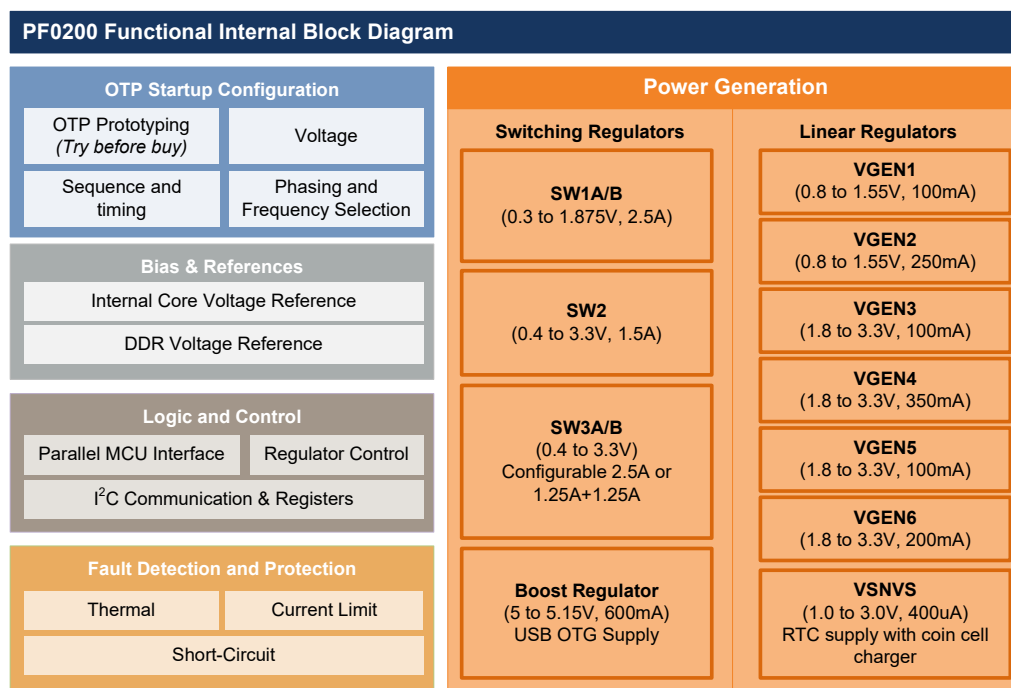 PF0200 Functional Internal Block Diagram
OTP Startup Configuration
OTP Prototyping
(Try before buy)
Voltage
Sequence and
timing
Phasing and
Frequency Selection
Bias & References
Internal Core Voltage Reference
DDR Voltage Reference
Logic and Control
Parallel MCU Interface
Regulator Control
I²C Communication & Registers
Fault Detection and Protection
Thermal
Current Limit
Short-Circuit
Power Generation
Switching Regulators
SW1A/B
(0.3 to 1.875V, 2.5A)
SW2
(0.4 to 3.3V, 1.5A)
SW3A/B
(0.4 to 3.3V)
Configurable 2.5A or
1.25A+1.25A
Boost Regulator
(5 to 5.15V, 600mA)
USB OTG Supply
Linear Regulators
VGEN1
(0.8 to 1.55V, 100mA)
VGEN2
(0.8 to 1.55V, 250mA)
VGEN3
(1.8 to 3.3V, 100mA)
VGEN4
(1.8 to 3.3V, 350mA)
VGEN5
(1.8 to 3.3V, 100mA)
VGEN6
(1.8 to 3.3V, 200mA)
VSNVS
(1.0 to 3.0V, 400uA)
RTC supply with coin cell
charger